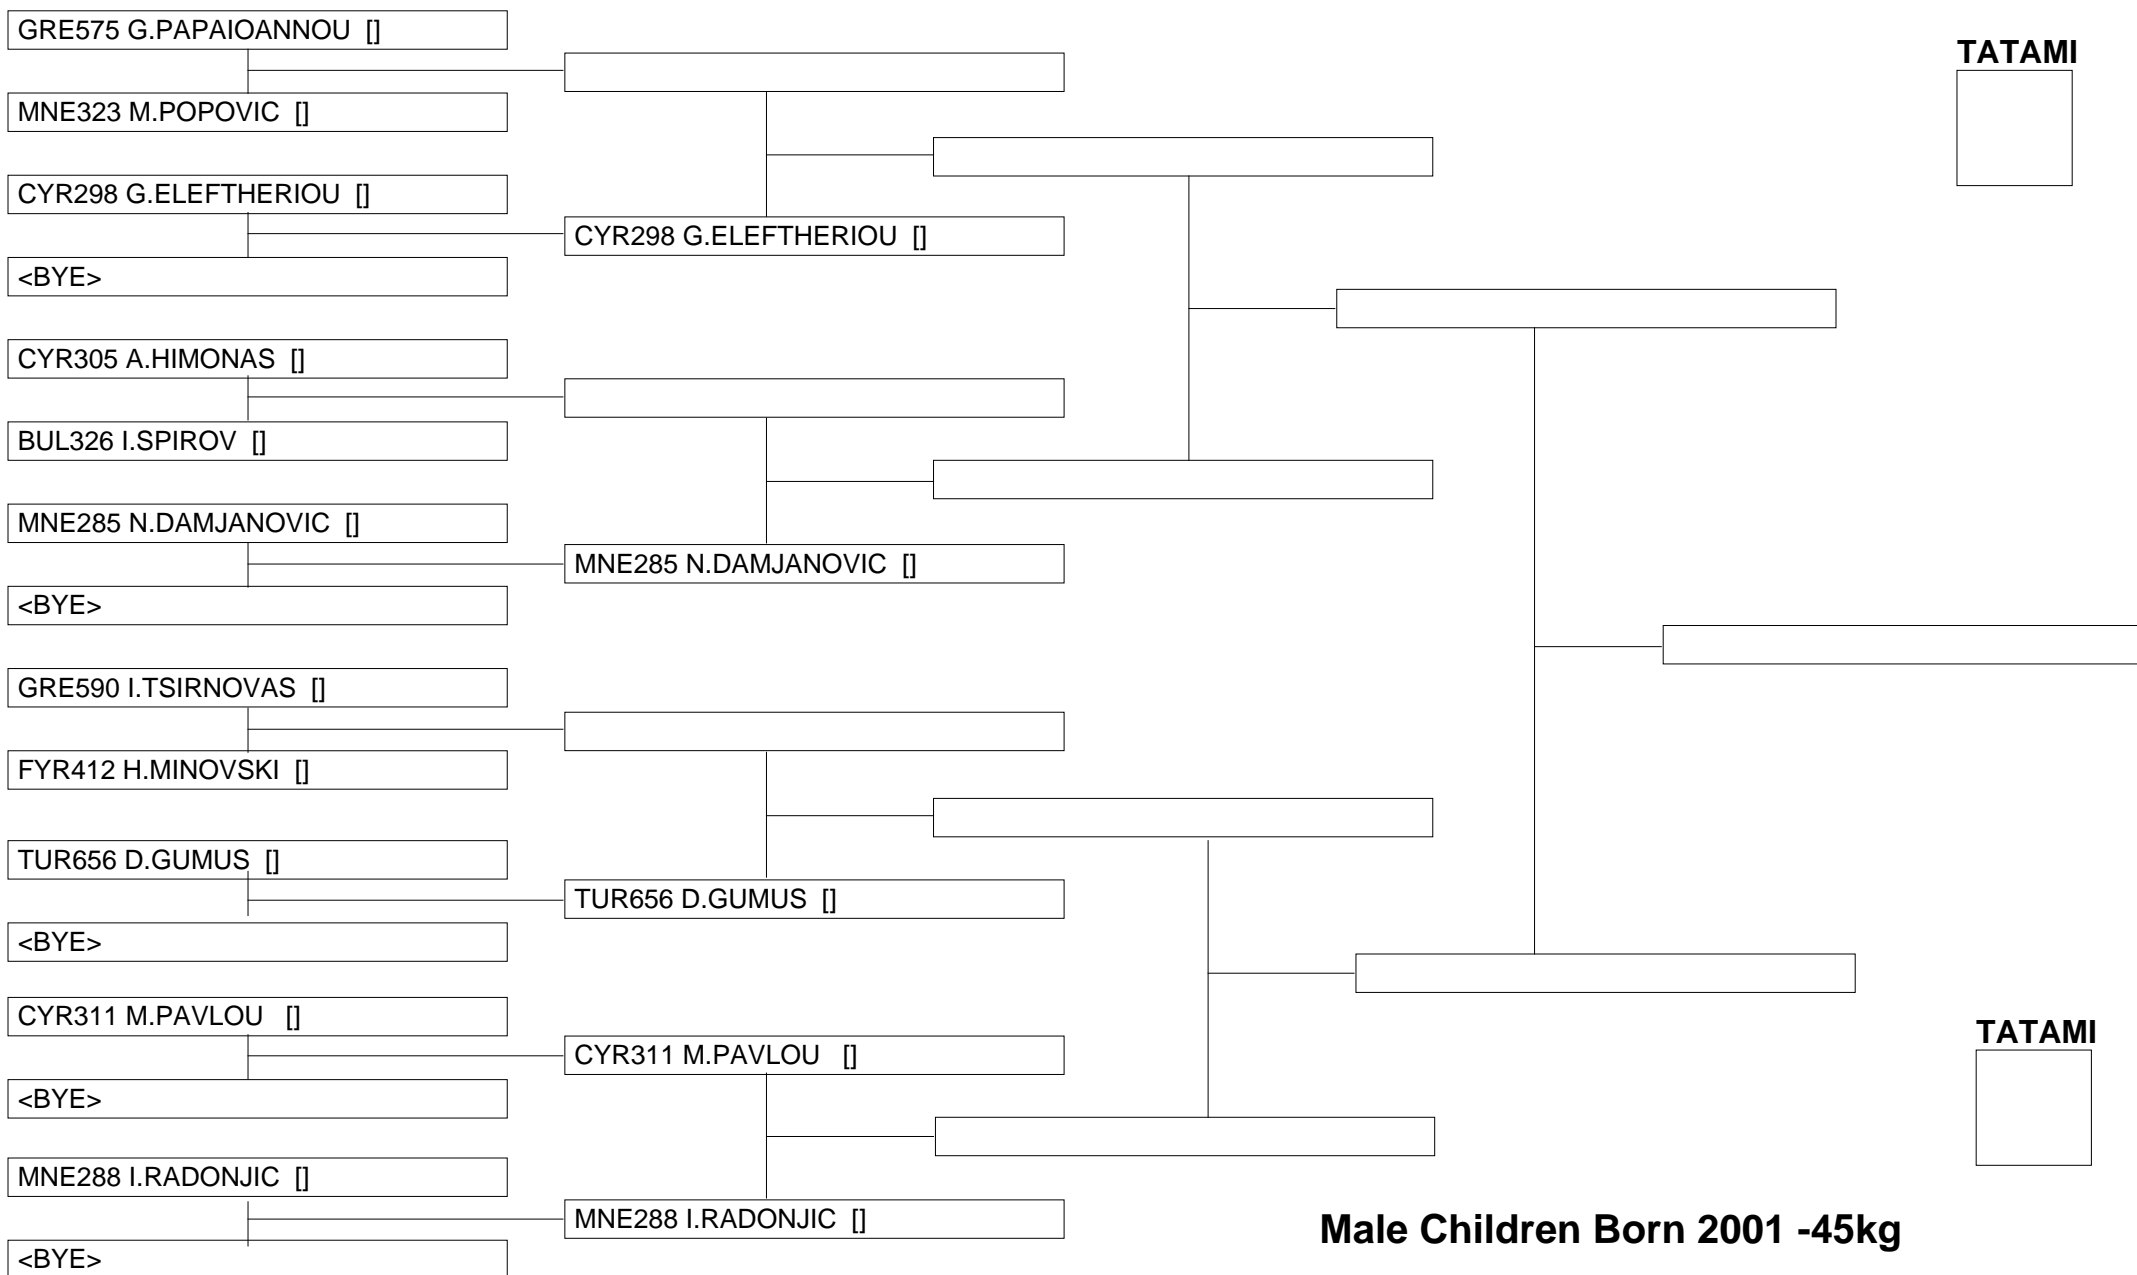 GRE575 G.PAPAIOANNOU []
TATAMI
MNE323 M.POPOVIC []
CYR298 G.ELEFTHERIOU []
CYR298 G.ELEFTHERIOU []
<BYE>
CYR305 A.HIMONAS []
BUL326 I.SPIROV []
MNE285 N.DAMJANOVIC []
MNE285 N.DAMJANOVIC []
<BYE>
GRE590 I.TSIRNOVAS []
FYR412 H.MINOVSKI []
TUR656 D.GUMUS []
TUR656 D.GUMUS []
<BYE>
CYR311 M.PAVLOU []
TATAMI
CYR311 M.PAVLOU []
<BYE>
MNE288 I.RADONJIC []
MNE288 I.RADONJIC []
Male Children Born 2001 -45kg
<BYE>